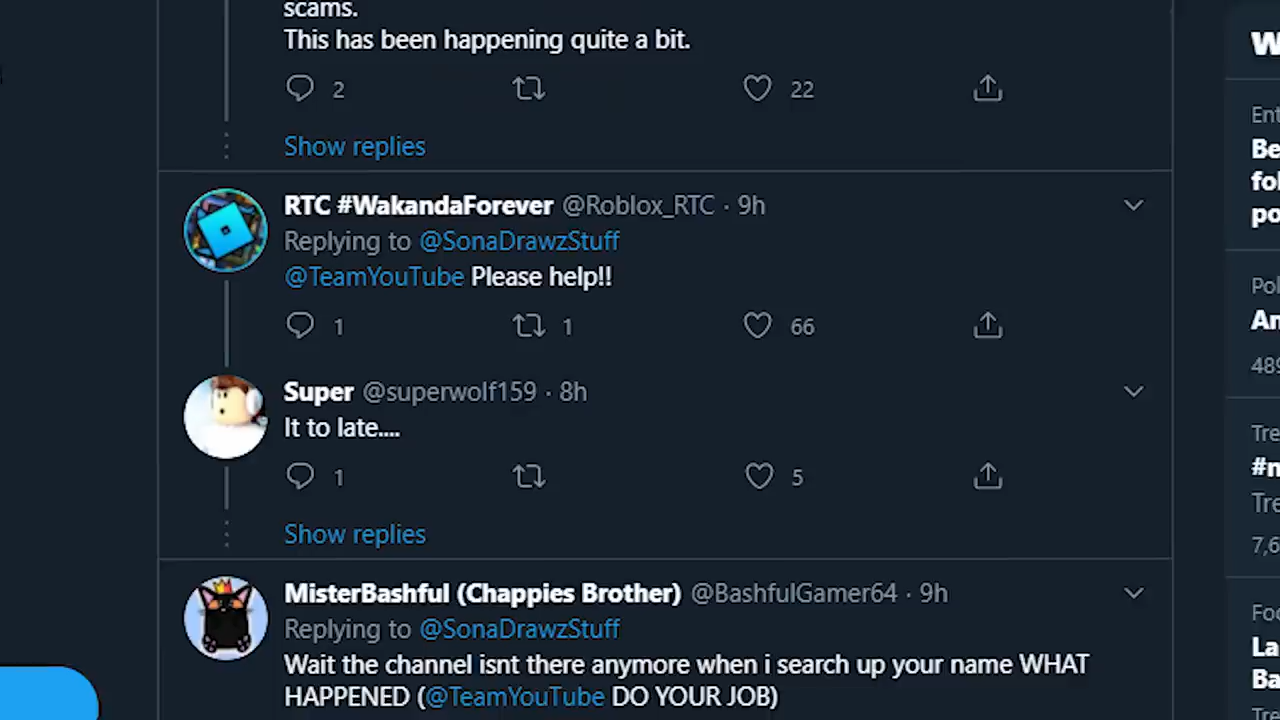 scams.
This has been happening quite a bit.
2 22
Show replies
RTC #WakandaForever @Roblox_RTC · 9h
Replying to @SonaDrawzStuff
@TeamYouTube Please help!!
1 1 66
Super @superwolf159 · 8h
It to late....
1 5
Show replies
MisterBashful (Chappies Brother) @BashfulGamer64 · 9h
Replying to @SonaDrawzStuff
Wait the channel isnt there anymore when i search up your name WHAT
HAPPENED (@TeamYouTube DO YOUR JOB)